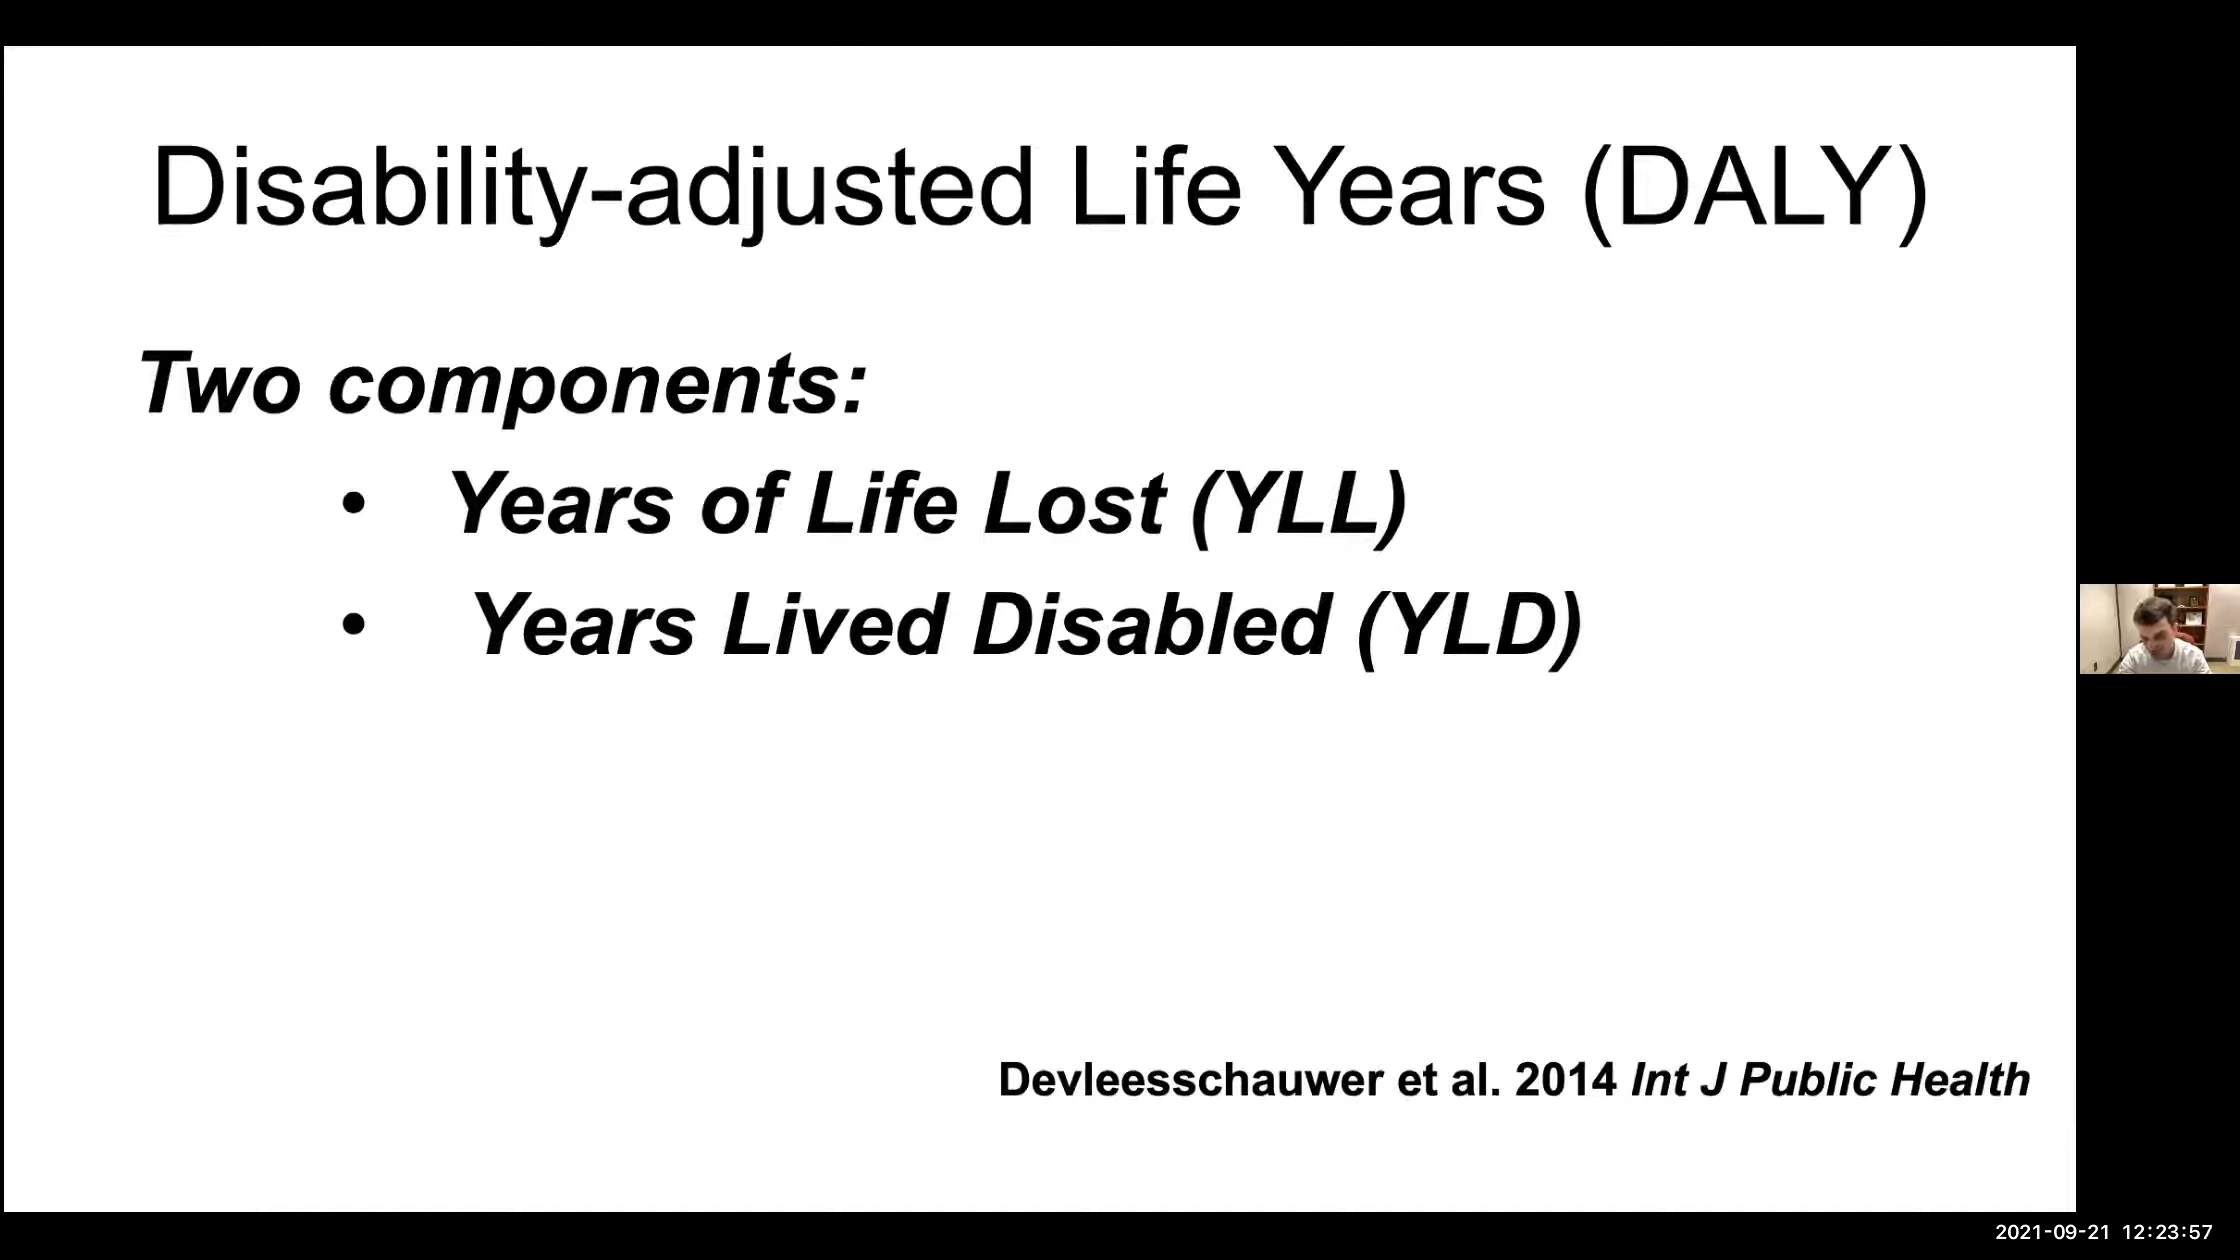 Disability-adjusted Life Years (DALY)
Two components:
• Years of Life Lost (YLL)
• Years Lived Disabled (YLD)
Devleesschauwer et al. 2014 Int J Public Health
2021-09-21 12:23:57